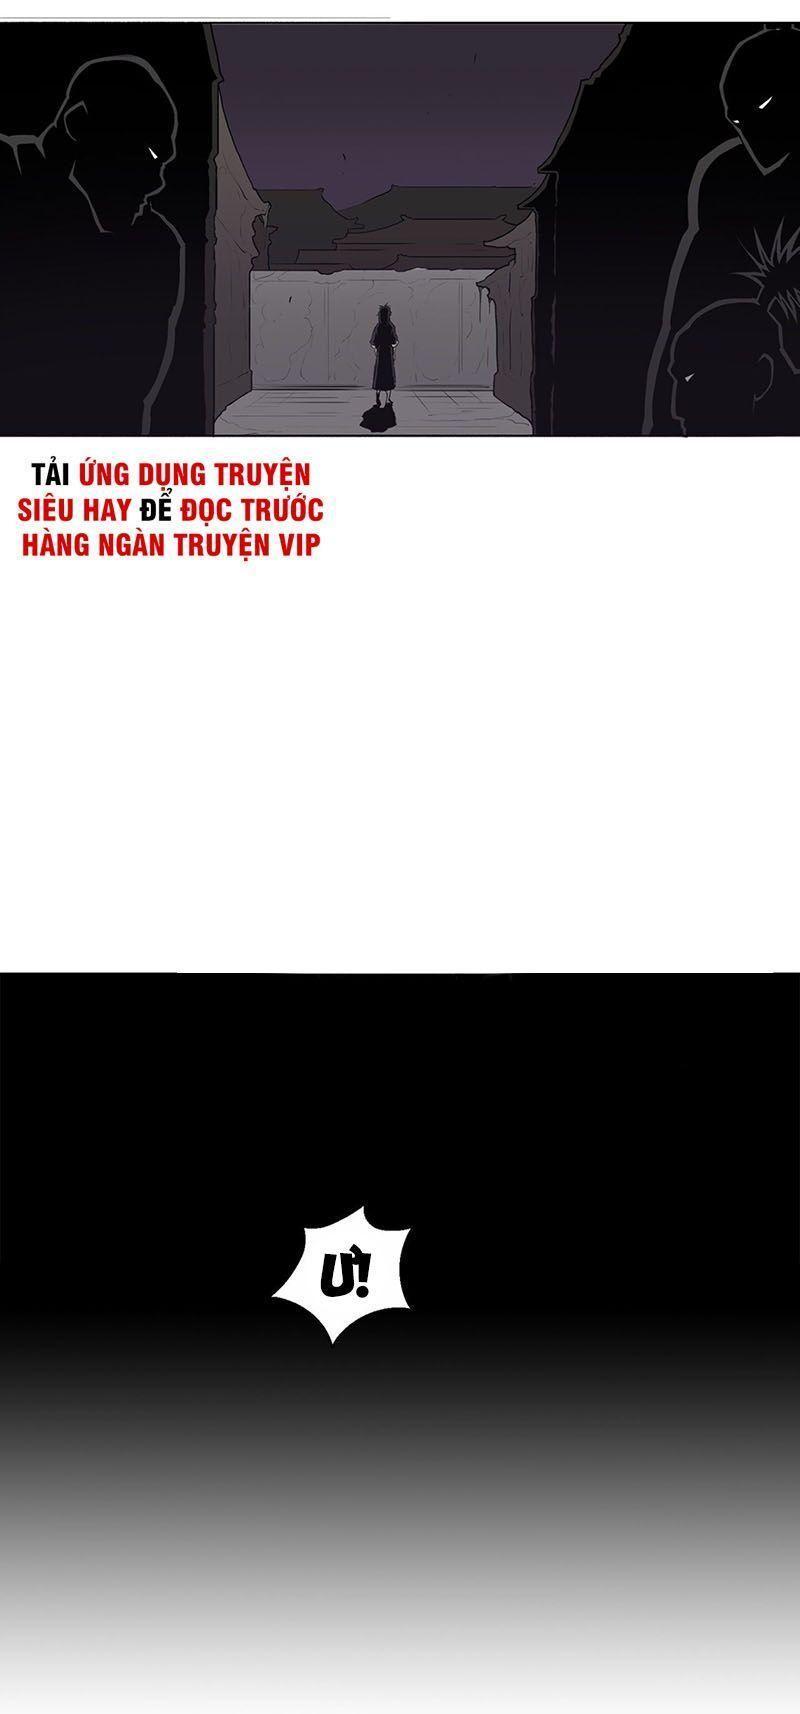 TẢI ỨNG DỤNG TRUYỆN
SIÊU HAY ĐỂ ĐỌC TRƯỚC
HÀNG NGÀN TRUYỆN VIP
Ư!